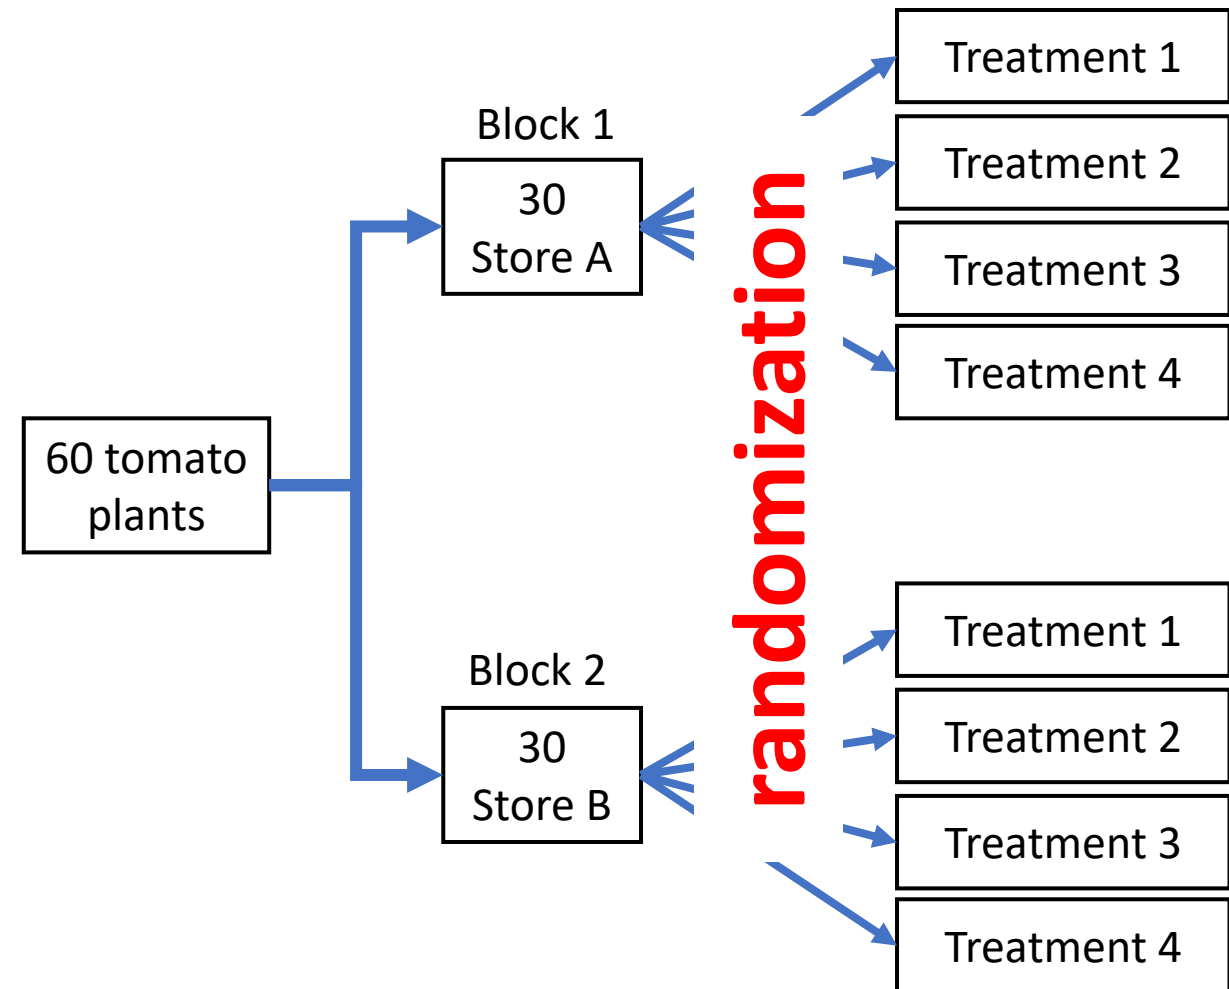 60 tomato
plants
Block 1
30
Store A
Block 2
30
Store B
randomization
Treatment 1
Treatment 2
Treatment 3
Treatment 4
Treatment 1
Treatment 2
Treatment 3
Treatment 4